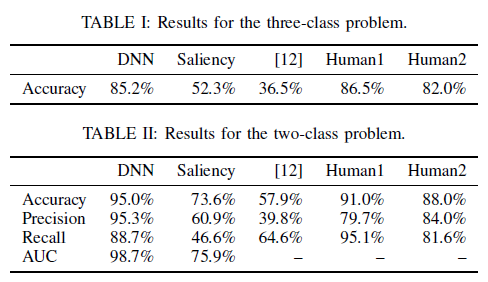 TABLE I: Results for the three-class problem.
DNN Saliency [12] Human1 Human2
Accuracy 85.2% 52.3% 36.5% 86.5% 82.0%
TABLE II: Results for the two-class problem.
DNN Saliency [12] Human1 Human2
Accuracy 95.0% 73.6% 57.9% 91.0% 88.0%
Precision 95.3% 60.9% 39.8% 79.7% 84.0%
Recall 88.7% 46.6% 64.6% 95.1% 81.6%
AUC 98.7% 75.9% – – –